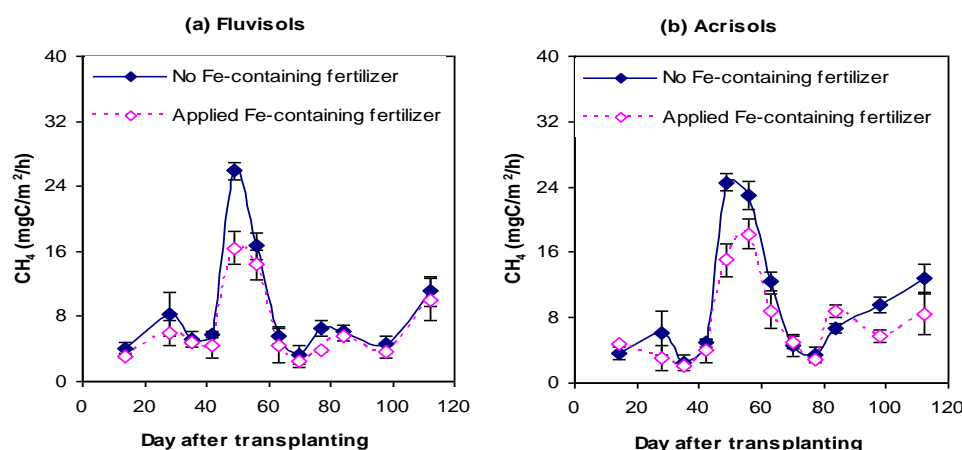 (a) Fluvisols
40
32
24
16
8
0
CH4 (mgC/m2/h)
No Fe-containing fertilizer
Applied Fe-containing fertilizer
0 20 40 60 80 100 120
Day after transplanting
(b) Acrisols
40
32
24
16
8
0
CH4 (mgC/m2/h)
No Fe-containing fertilizer
Applied Fe-containing fertilizer
0 20 40 60 80 100 120
Day after transplanting